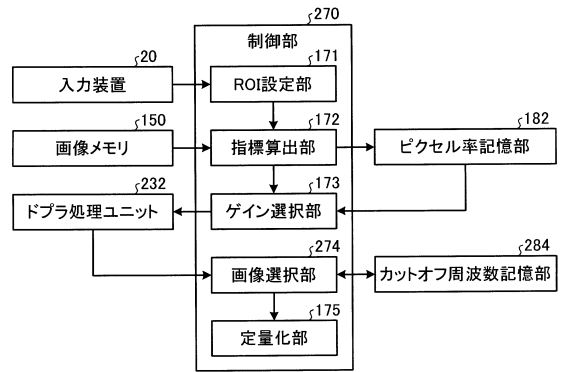 270
制御部
20
入力装置
171
ROI設定部
150
画像メモリ
172
指標算出部
182
ピクセル率記憶部
232
ドプラ処理ユニット
173
ゲイン選択部
274
画像選択部
284
カットオフ周波数記憶部
175
定量化部